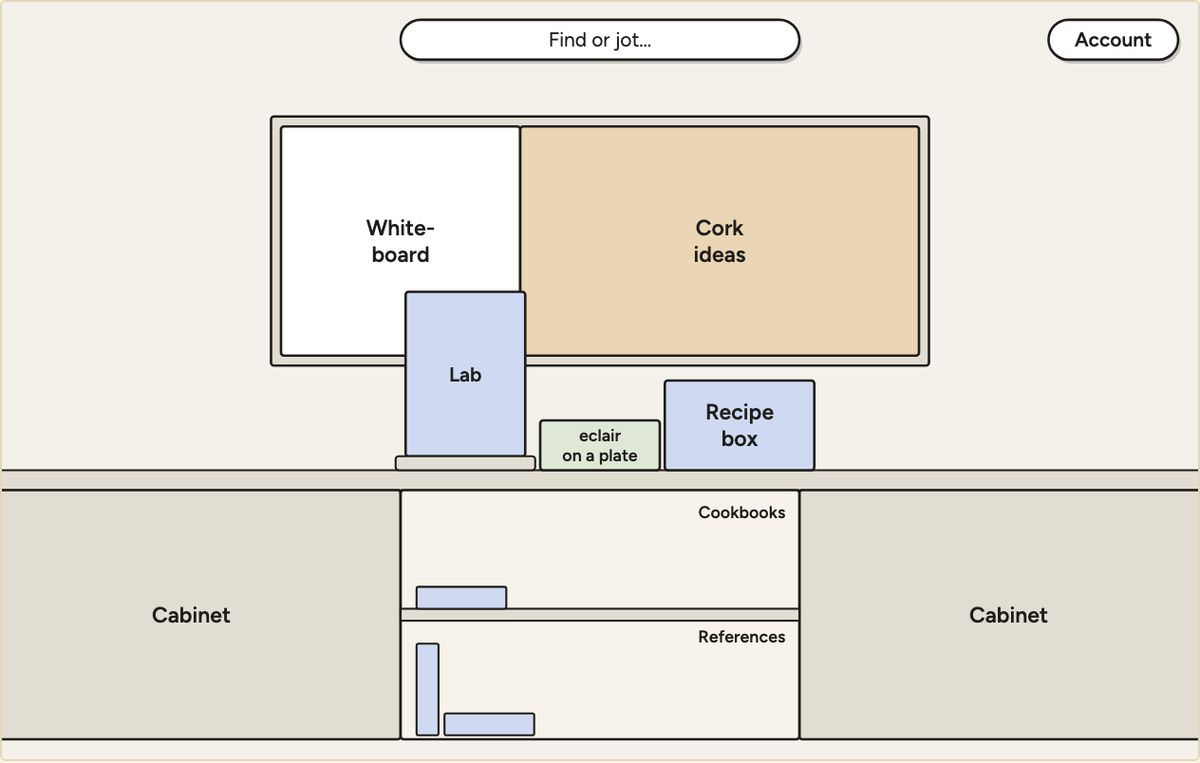 Find or jot...
Account
White-
board
Cork
ideas
Lab
Recipe
box
eclair
on a plate
Cookbooks
Cabinet
Cabinet
References